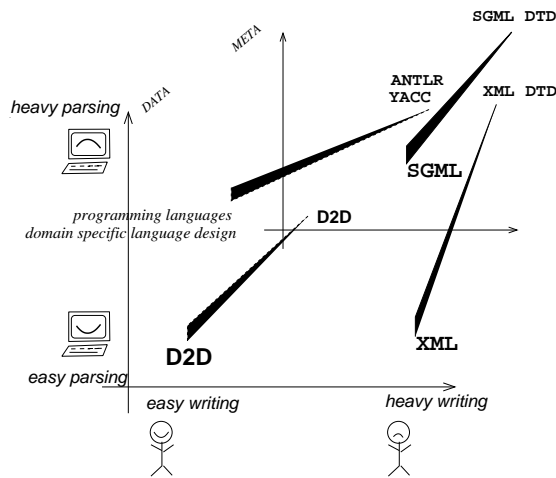 SGML DTD
META
ANTLR
YACC
XML DTD
DATA
heavy parsing
SGML
programming languages
domain specific language design
D2D
D2D
XML
easy parsing
easy writing
heavy writing